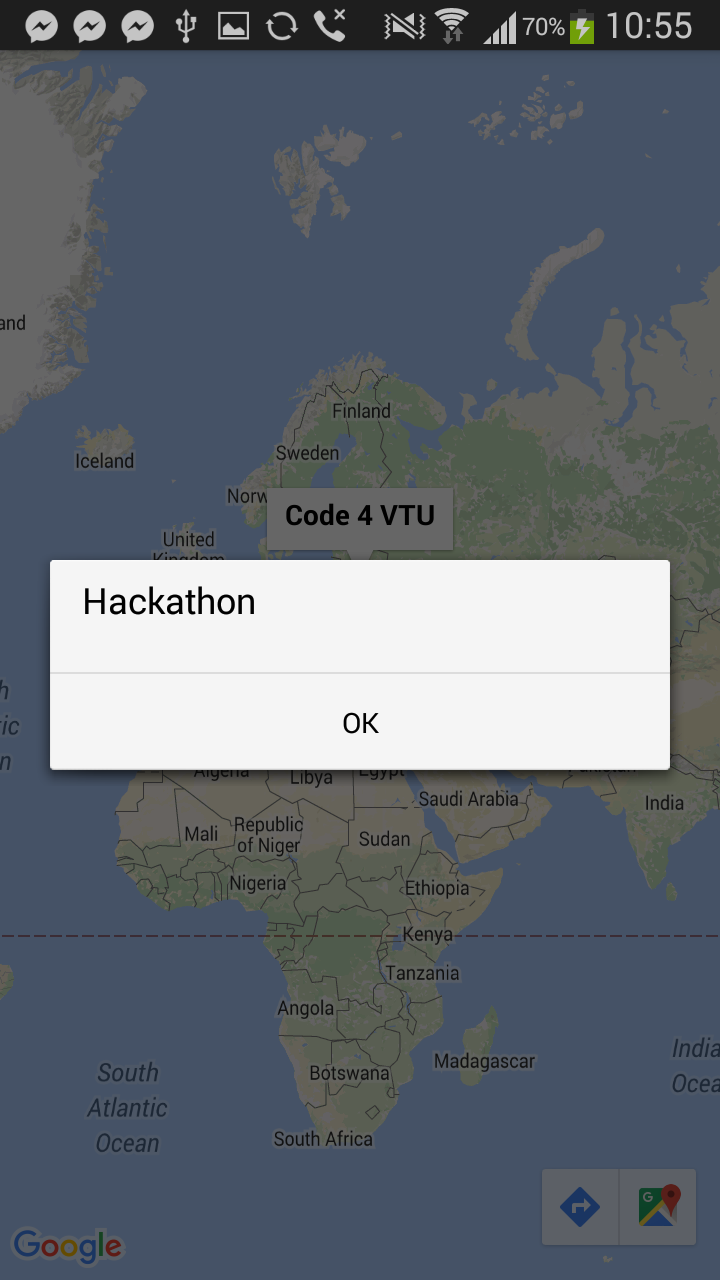 70% 10:55
and
Finland
Iceland
Sweden
Norw
Code 4 VTU
United
Kingdom
Hackathon
h
ic
n
OK
Algeria
Libya
Egypt
Pakistan
Saudi Arabia
India
Mali
Republic
of Niger
Sudan
Nigeria
Ethiopia
Kenya
Tanzania
Angola
India
Ocea
Madagascar
South
Atlantic
Ocean
Botswana
South Africa
G
Google